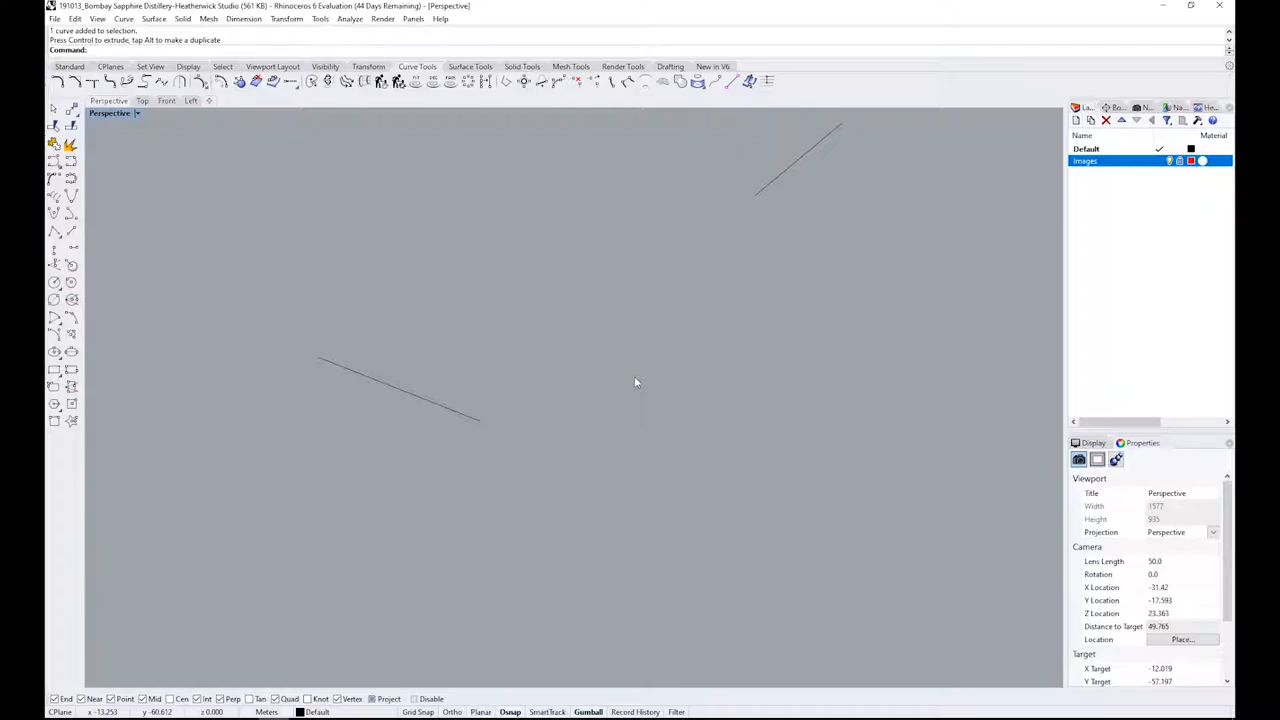 191013_Bombay Sapphire Distillery-Heatherwick Studio (561 KB) - Rhinoceros 6 Evaluation (44 Days Remaining) - [Perspective]
File Edit View Curve Surface Solid Mesh Dimension Transform Tools Analyze Render Panels Help
1 curve added to selection.
Press Control to extrude, tap Alt to make a duplicate
Command:
Standard CPlanes Set View Display Select Viewport Layout Visibility Transform Curve Tools Surface Tools Solid Tools Mesh Tools Render Tools Drafting New in V6
Perspective Top Front Left
Perspective
La... Bo... N... Na... He...
Name Material
Default
Images
Display Properties
Viewport
Title Perspective
Width 1577
Height 935
Projection Perspective
Camera
Lens Length 50.0
Rotation 0.0
X Location -31.42
Y Location -17.593
Z Location 23.363
Distance to Target 49.765
Location Place...
Target
X Target -12.019
Y Target -57.197
End Near Point Mid Cen Int Perp Tan Quad Knot Vertex Project Disable
CPlane x -13.253 y -60.612 z 0.000 Meters Default Grid Snap Ortho Planar Osnap SmartTrack Gumball Record History Filter